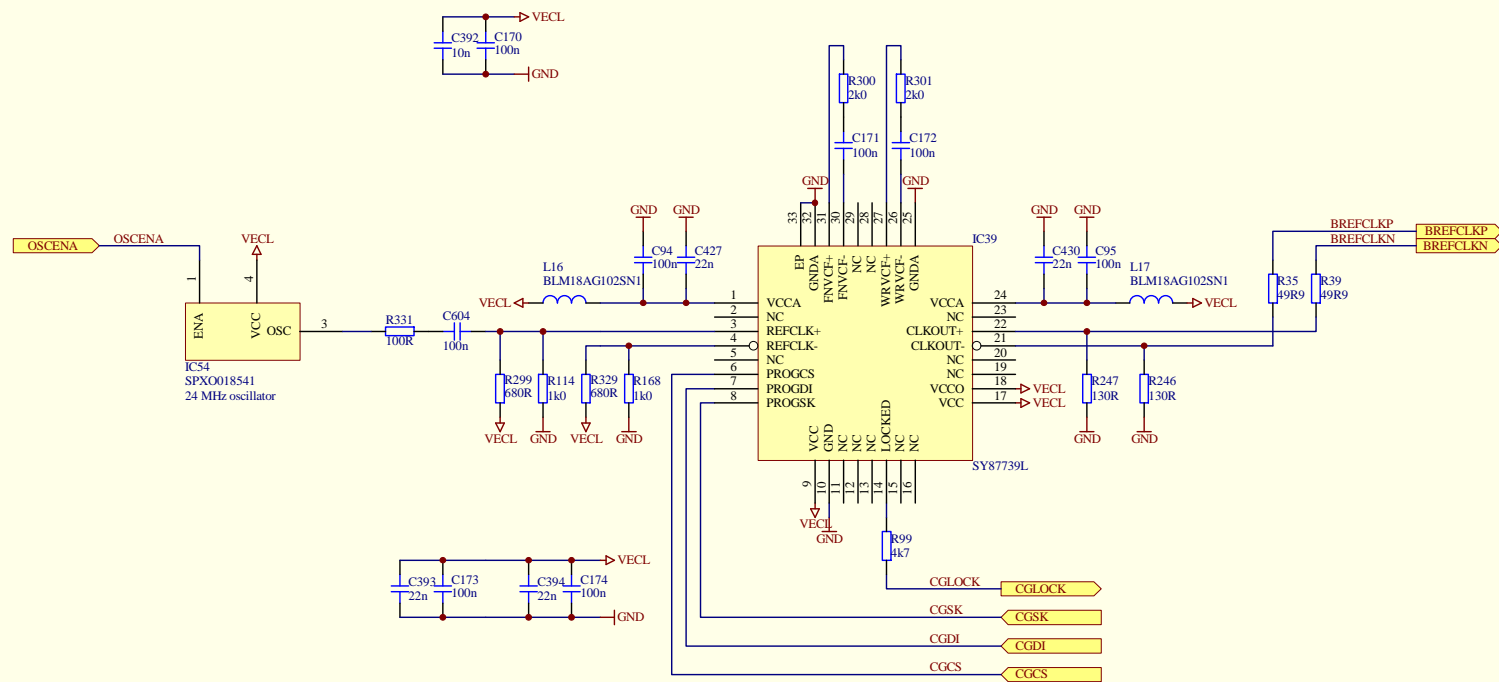 VECL
C392
10n
C170
100n
GND
R300
2k0
R301
2k0
C171
100n
C172
100n
GND
GND
33
32
31
30
29
28
27
26
25
IC39
EP
GNDA
FNVCF+
FNVCF-
NC
NC
WRVCF+
WRVCF-
GNDA
OSCENA
OSCENA
VECL
1
4
ENA
VCC
OSC
3
IC54
SPXO018541
24 MHz oscillator
R331
100R
C604
100n
GND
GND
C94
100n
C427
22n
L16
BLM18AG102SN1
VECL
R299
680R
R114
1k0
R329
680R
R168
1k0
VECL
GND
VECL
GND
1
2
3
4
5
6
7
8
VCCA
NC
REFCLK+
REFCLK-
NC
PROGCS
PROGDI
PROGSK
VCCA
NC
CLKOUT+
CLKOUT-
NC
NC
VCCO
VCC
24
23
22
21
20
19
18
17
VECL
VECL
GND
GND
C430
22n
C95
100n
L17
BLM18AG102SN1
VECL
BREFCLKP
BREFCLKP
BREFCLKN
BREFCLKN
R35
49R9
R39
49R9
R247
130R
R246
130R
GND
GND
VCC
GND
NC
NC
NC
LOCKED
NC
NC
SY87739L
9
10
11
12
13
14
15
16
VECL
GND
R99
4k7
VECL
C393
22n
C173
100n
C394
22n
C174
100n
GND
CGLOCK
CGLOCK
CGSK
CGSK
CGDI
CGDI
CGCS
CGCS